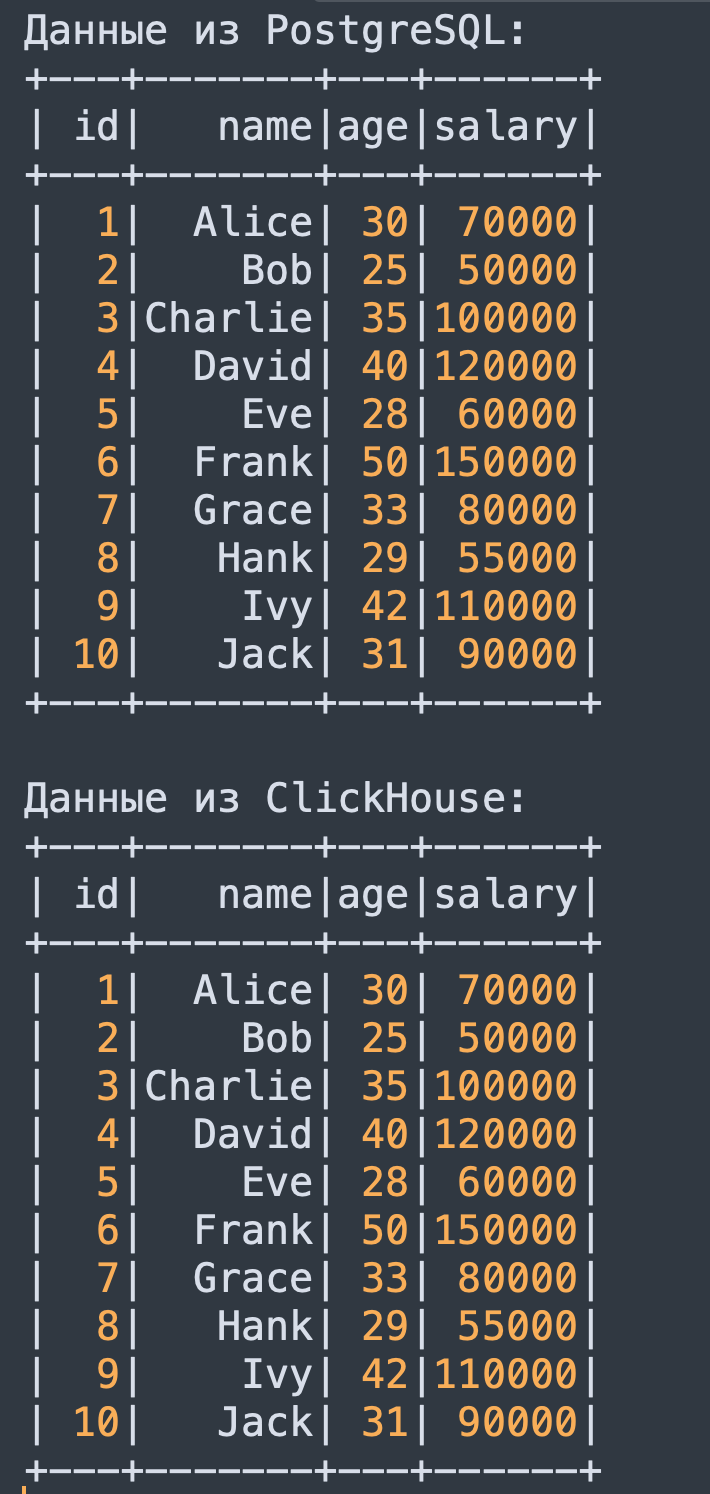 Данные из PostgreSQL:
+---+-------+---+------+
| id|   name|age|salary|
+---+-------+---+------+
|  1|  Alice| 30| 70000|
|  2|    Bob| 25| 50000|
|  3|Charlie| 35|100000|
|  4|  David| 40|120000|
|  5|    Eve| 28| 60000|
|  6|  Frank| 50|150000|
|  7|  Grace| 33| 80000|
|  8|   Hank| 29| 55000|
|  9|    Ivy| 42|110000|
| 10|   Jack| 31| 90000|
+---+-------+---+------+
Данные из ClickHouse:
+---+-------+---+------+
| id|   name|age|salary|
+---+-------+---+------+
|  1|  Alice| 30| 70000|
|  2|    Bob| 25| 50000|
|  3|Charlie| 35|100000|
|  4|  David| 40|120000|
|  5|    Eve| 28| 60000|
|  6|  Frank| 50|150000|
|  7|  Grace| 33| 80000|
|  8|   Hank| 29| 55000|
|  9|    Ivy| 42|110000|
| 10|   Jack| 31| 90000|
+---+-------+---+------+